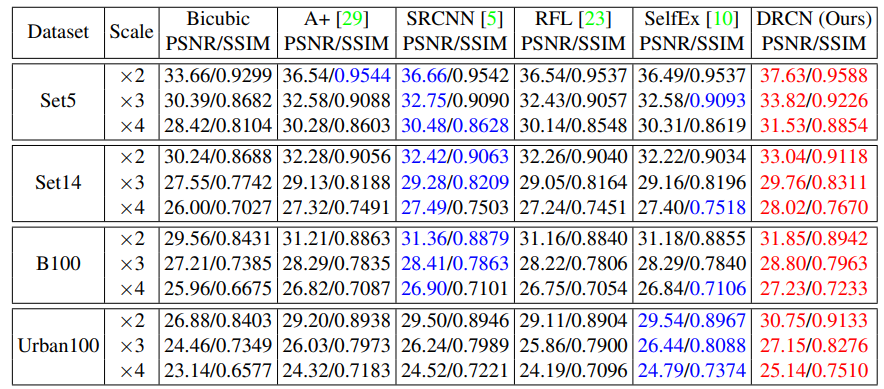 Dataset Scale Bicubic PSNR/SSIM A+ [29] PSNR/SSIM SRCNN [5] PSNR/SSIM RFL [23] PSNR/SSIM SelfEx [10] PSNR/SSIM DRCN (Ours) PSNR/SSIM
Set5 ×2 33.66/0.9299 36.54/0.9544 36.66/0.9542 36.54/0.9537 36.49/0.9537 37.63/0.9588
×3 30.39/0.8682 32.58/0.9088 32.75/0.9090 32.43/0.9057 32.58/0.9093 33.82/0.9226
×4 28.42/0.8104 30.28/0.8603 30.48/0.8628 30.14/0.8548 30.31/0.8619 31.53/0.8854
Set14 ×2 30.24/0.8688 32.28/0.9056 32.42/0.9063 32.26/0.9040 32.22/0.9034 33.04/0.9118
×3 27.55/0.7742 29.13/0.8188 29.28/0.8209 29.05/0.8164 29.16/0.8196 29.76/0.8311
×4 26.00/0.7027 27.32/0.7491 27.49/0.7503 27.24/0.7451 27.40/0.7518 28.02/0.7670
B100 ×2 29.56/0.8431 31.21/0.8863 31.36/0.8879 31.16/0.8840 31.18/0.8855 31.85/0.8942
×3 27.21/0.7385 28.29/0.7835 28.41/0.7863 28.22/0.7806 28.29/0.7840 28.80/0.7963
×4 25.96/0.6675 26.82/0.7087 26.90/0.7101 26.75/0.7054 26.84/0.7106 27.23/0.7233
Urban100 ×2 26.88/0.8403 29.20/0.8938 29.50/0.8946 29.11/0.8904 29.54/0.8967 30.75/0.9133
×3 24.46/0.7349 26.03/0.7973 26.24/0.7989 25.86/0.7900 26.44/0.8088 27.15/0.8276
×4 23.14/0.6577 24.32/0.7183 24.52/0.7221 24.19/0.7096 24.79/0.7374 25.14/0.7510